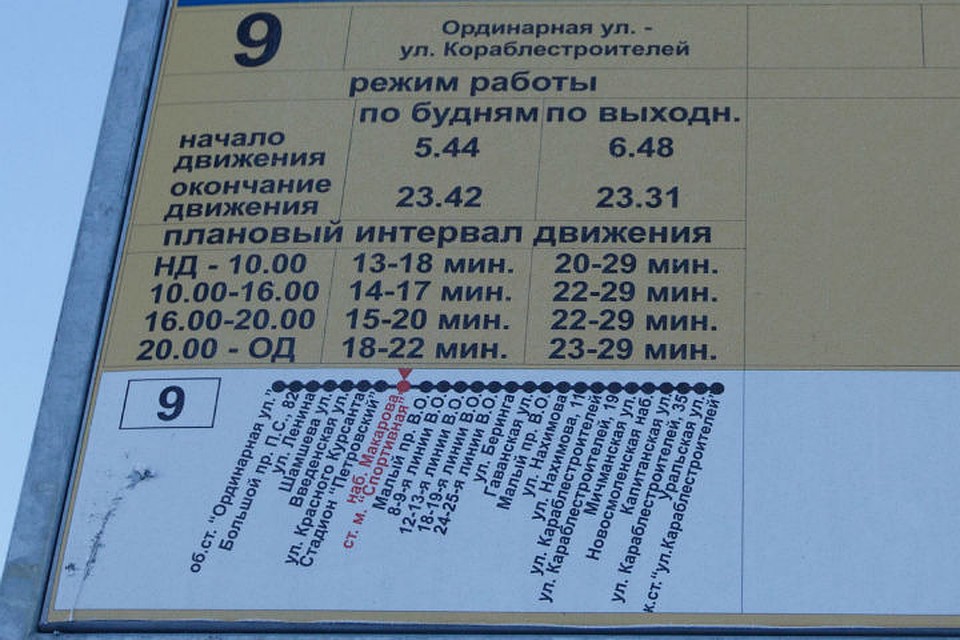 9
Ординарная ул. -
ул. Кораблестроителей
режим работы
по будням по выходн.
начало
движения
5.44 6.48
окончание
движения
23.42 23.31
плановый интервал движения
НД - 10.00 13-18 мин. 20-29 мин.
10.00-16.00 14-17 мин. 22-29 мин.
16.00-20.00 15-20 мин. 22-29 мин.
20.00 - ОД 18-22 мин. 23-29 мин.
9
об.ст. "Ординарная ул."
Большой пр. П.С., 82
ул. Ленина
Шамшева ул.
Введенская ул.
ул. Красного Курсанта
Стадион "Петровский"
наб. Макарова
ст. м. "Спортивная"
Малый пр. В.О.
8-9-я линии В.О.
12-13-я линии В.О.
18-19-я линии В.О.
24-25-я линии В.О.
ул. Беринга
Гаванская ул.
Малый пр. В.О.
ул. Нахимова
ул. Нахимова, 11
ул. Кораблестроителей
ул. Кораблестроителей, 19
Мичманская ул.
Новосмоленская наб.
Капитанская ул.
ул. Кораблестроителей, 35
Уральская ул.
к.ст. "ул.Кораблестроителей"